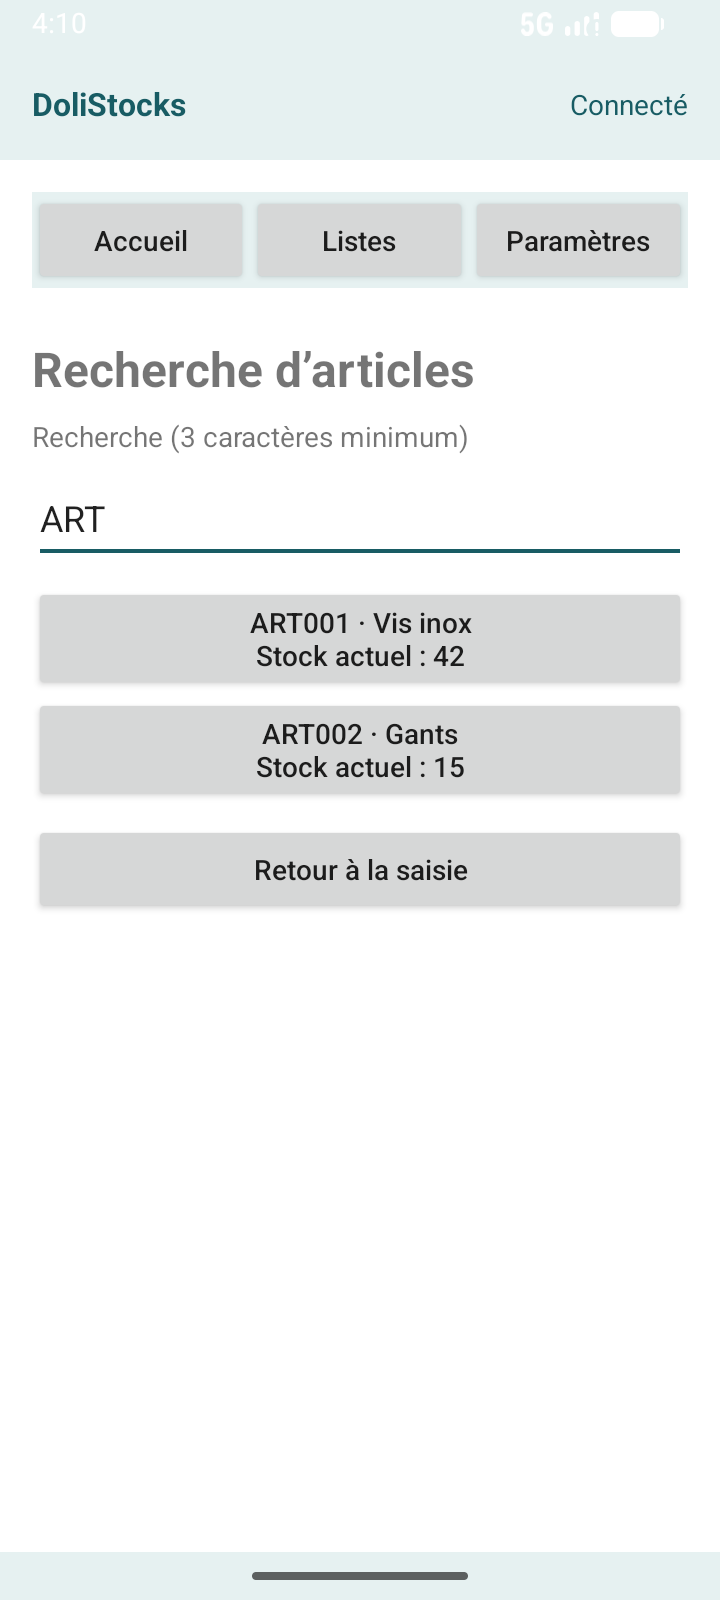 4:10
5G
DoliStocks
Connecté
Accueil
Listes
Paramètres
Recherche d’articles
Recherche (3 caractères minimum)
ART
ART001 · Vis inox
Stock actuel : 42
ART002 · Gants
Stock actuel : 15
Retour à la saisie